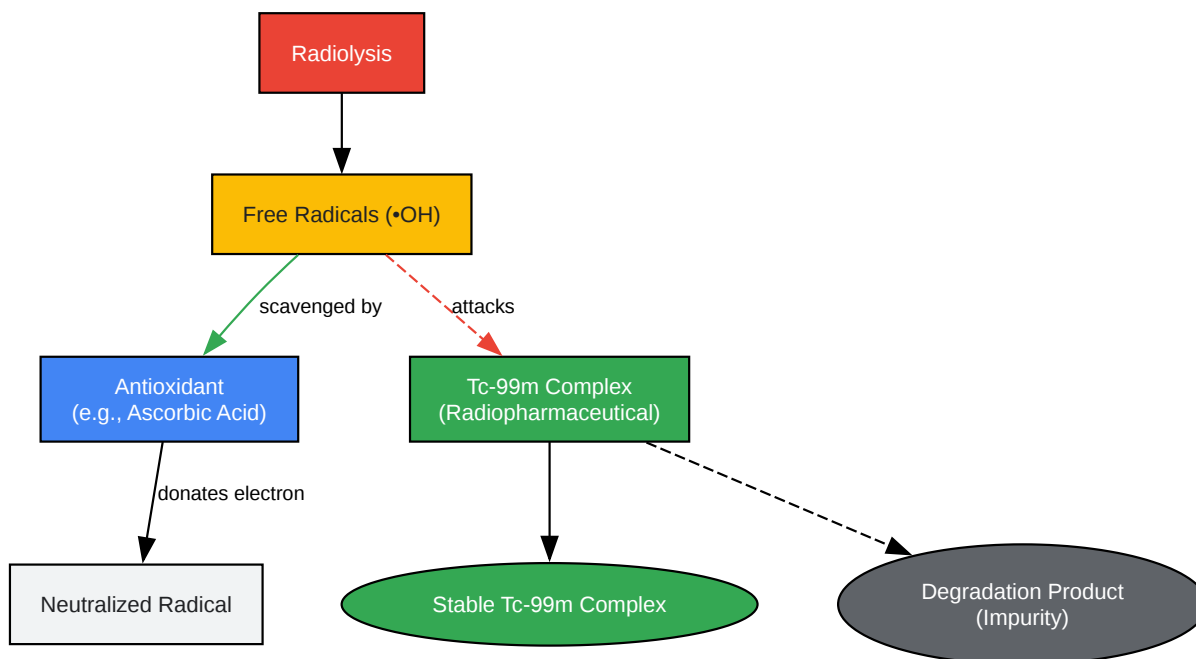 Radiolysis
Free Radicals (•OH)
scavenged by
attacks
Antioxidant
(e.g., Ascorbic Acid)
Tc-99m Complex
(Radiopharmaceutical)
donates electron
Neutralized Radical
Stable Tc-99m Complex
Degradation Product
(Impurity)